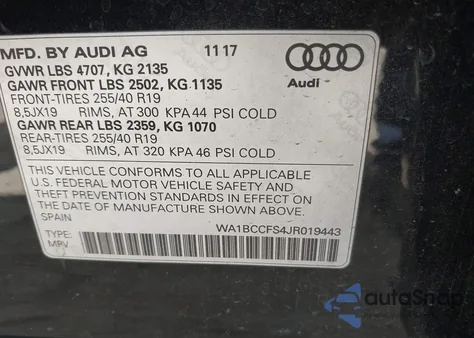 MFD. BY AUDI AG 11 17
GVWR LBS 4707, KG 2135
GAWR FRONT LBS 2502, KG 1135
FRONT-TIRES 255/40 R19
8,5JX19 RIMS, AT 300 KPA 44 PSI COLD
GAWR REAR LBS 2359, KG 1070
REAR-TIRES 255/40 R19
8,5JX19 RIMS, AT 320 KPA 46 PSI COLD
Audi
THIS VEHICLE CONFORMS TO ALL APPLICABLE
U.S. FEDERAL MOTOR VEHICLE SAFETY AND
THEFT PREVENTION STANDARDS IN EFFECT ON
THE DATE OF MANUFACTURE SHOWN ABOVE.
SPAIN
TYPE: WA1BCCFS4JR019443
MPV
autoSnap